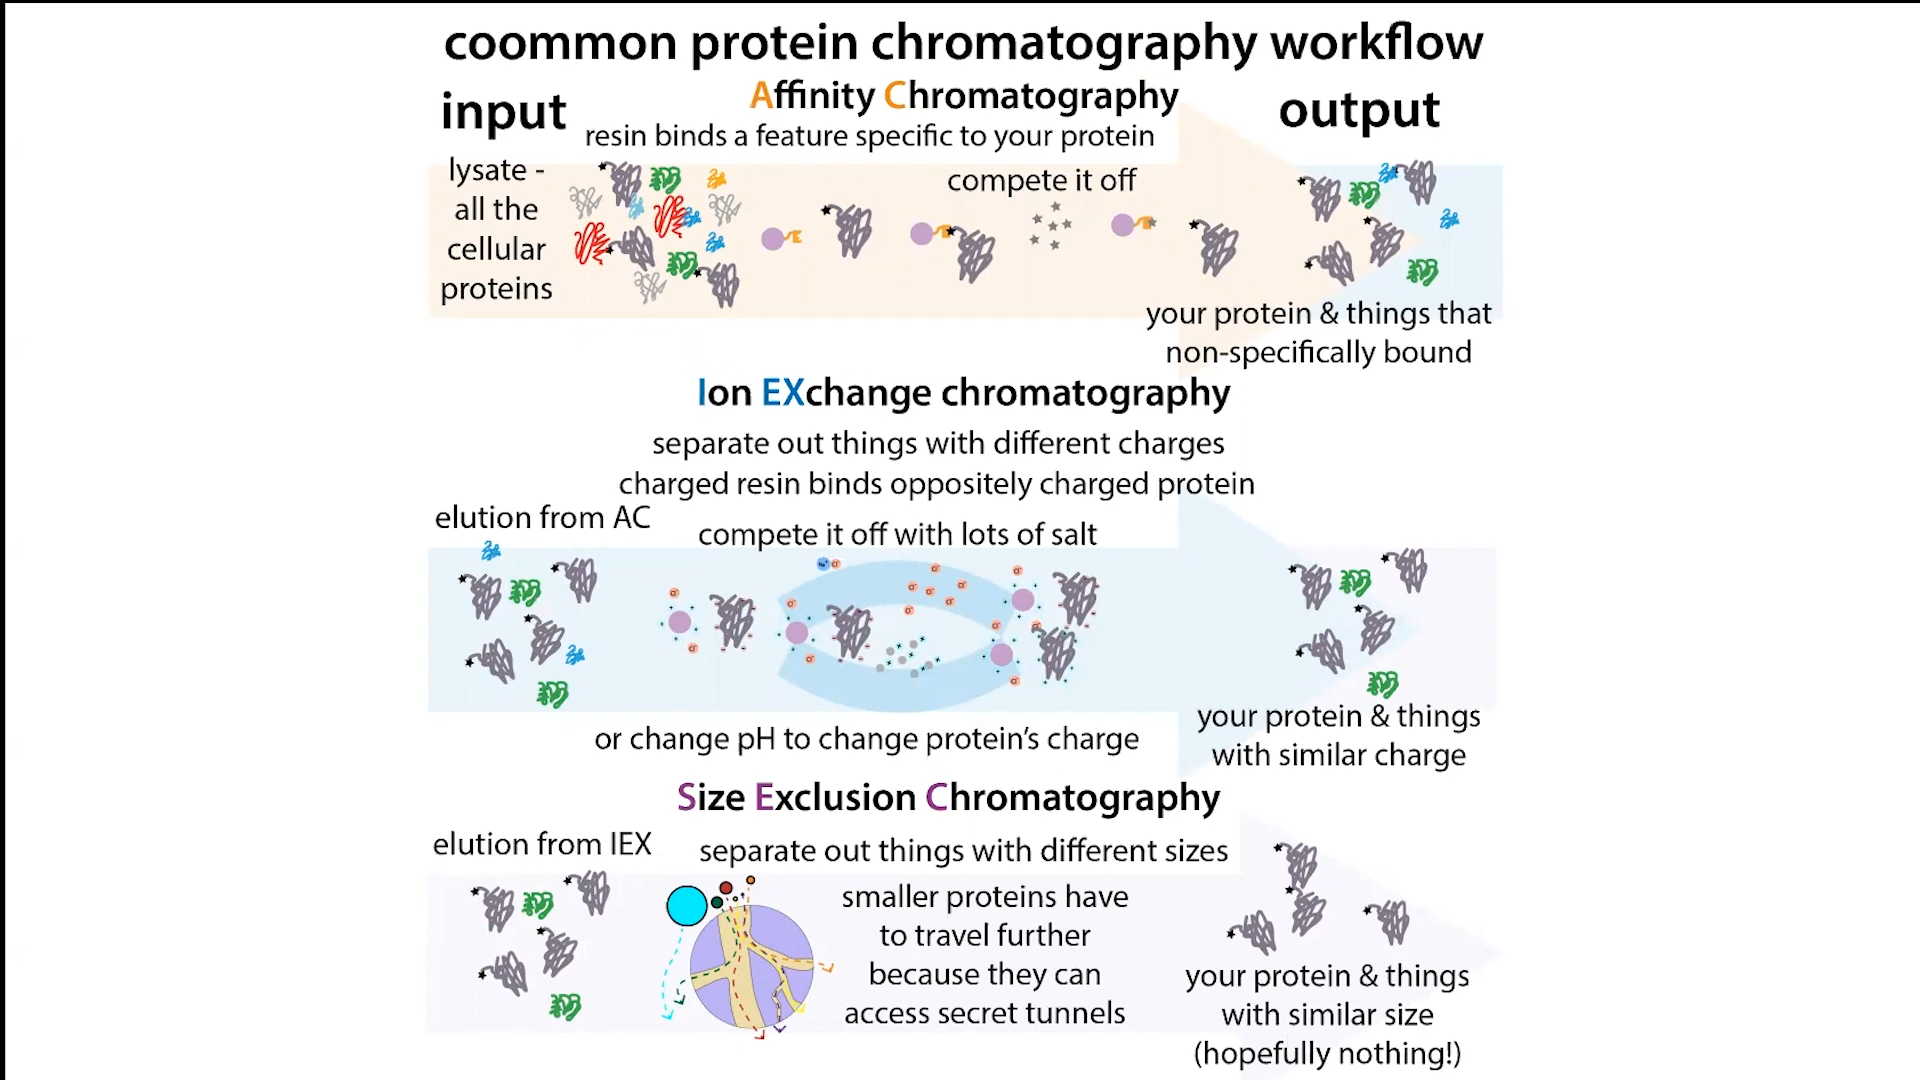 coommon protein chromatography workflow
input
Affinity Chromatography
output
resin binds a feature specific to your protein
lysate -
all the
cellular
proteins
compete it off
your protein & things that
non-specifically bound
Ion EXchange chromatography
separate out things with different charges
charged resin binds oppositely charged protein
elution from AC
compete it off with lots of salt
or change pH to change protein’s charge
your protein & things
with similar charge
Size Exclusion Chromatography
elution from IEX
separate out things with different sizes
smaller proteins have
to travel further
because they can
access secret tunnels
your protein & things
with similar size
(hopefully nothing!)